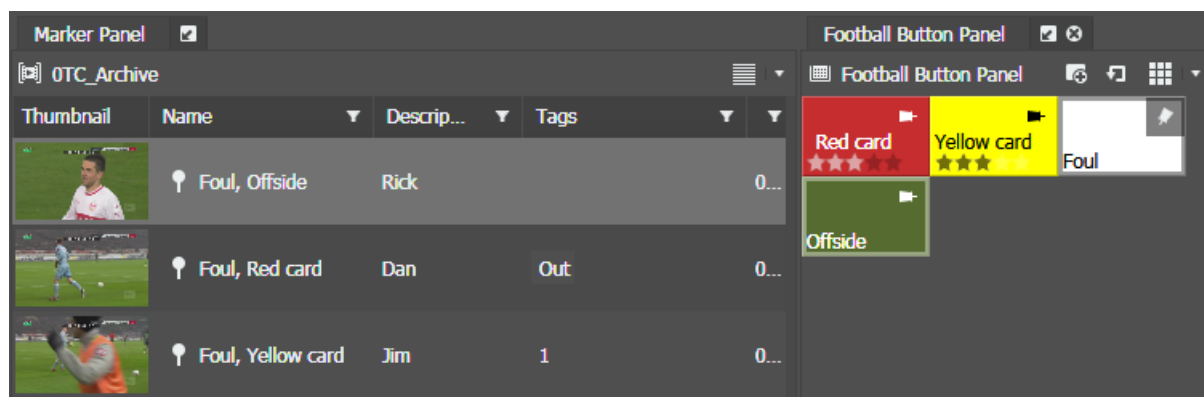 Marker Panel
Football Button Panel
0TC_Archive
Football Button Panel
Thumbnail Name Descrip... Tags
Red card
Yellow card
Foul
Foul, Offside Rick 0...
Offside
Foul, Red card Dan Out 0...
Foul, Yellow card Jim 1 0...